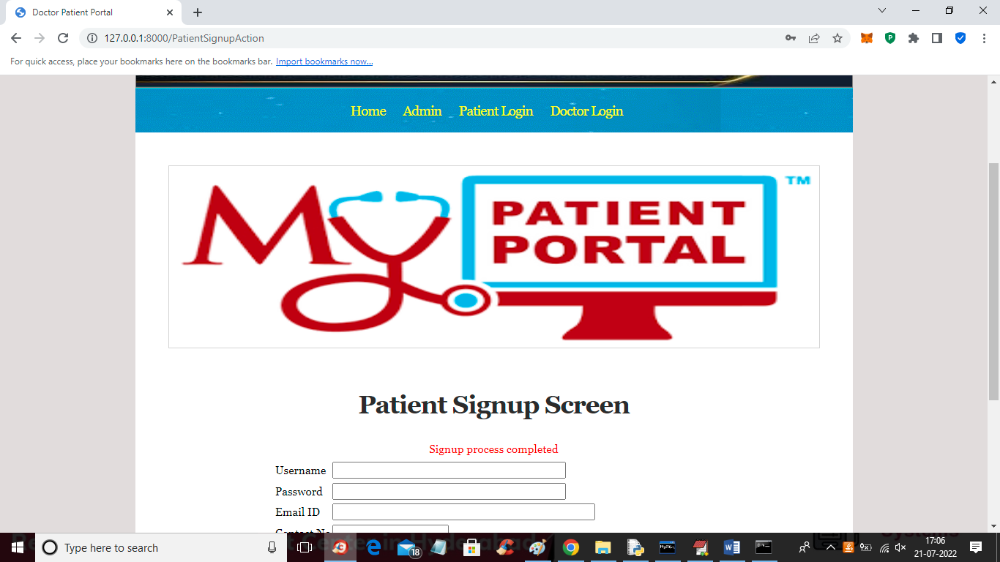 Doctor Patient Portal
127.0.0.1:8000/PatientSignupAction
For quick access, place your bookmarks here on the bookmarks bar. Import bookmarks now...
Home Admin Patient Login Doctor Login
My PATIENT PORTAL TM
Patient Signup Screen
Signup process completed
Username
Password
Email ID
Contact No
Type here to search
18
MySQL
17:06
21-07-2022